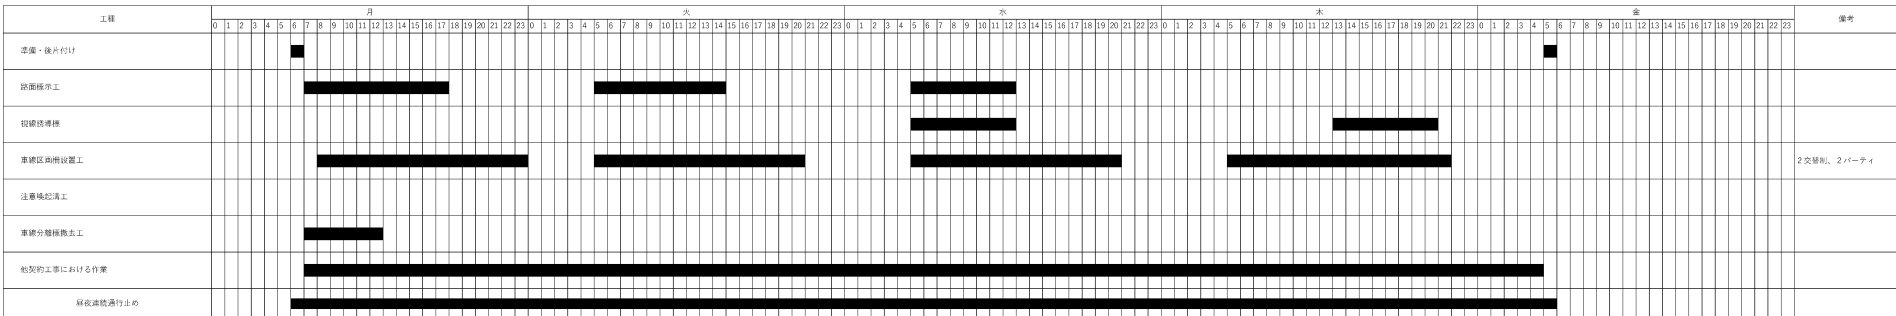 工種 月 火 水 木 金 備考
0 1 2 3 4 5 6 7 8 9 10 11 12 13 14 15 16 17 18 19 20 21 22 23 0 1 2 3 4 5 6 7 8 9 10 11 12 13 14 15 16 17 18 19 20 21 22 23 0 1 2 3 4 5 6 7 8 9 10 11 12 13 14 15 16 17 18 19 20 21 22 23 0 1 2 3 4 5 6 7 8 9 10 11 12 13 14 15 16 17 18 19 20 21 22 23 0 1 2 3 4 5 6 7 8 9 10 11 12 13 14 15 16 17 18 19 20 21 22 23
準備・後片付け
路面標示工
視線誘導標
車線区画柵設置工 2交替制、2パーティ
注意喚起溝工
車線分離標撤去工
他契約工事における作業
昼夜連続通行止め